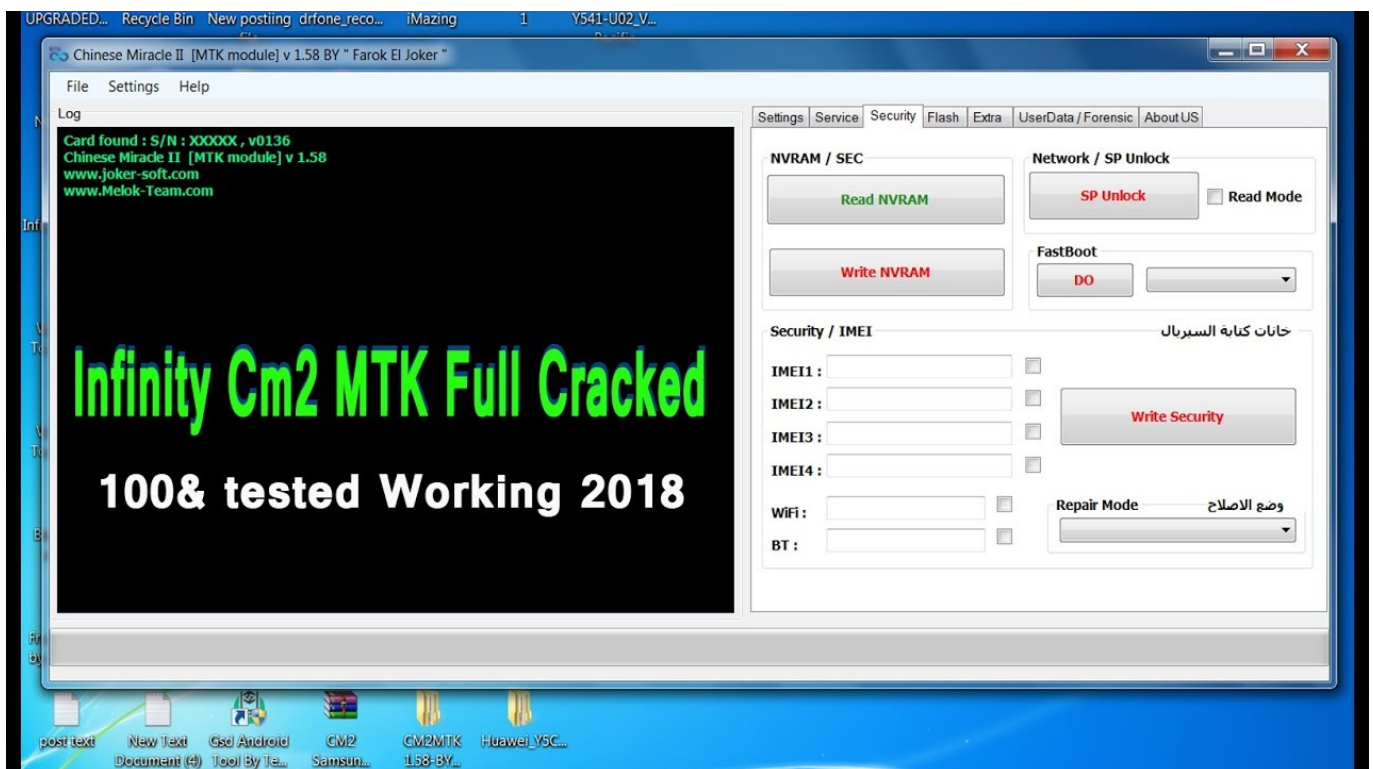 UPGRADED... Recycle Bin New postiing drfone_reco... iMazing 1 Y541-U02_V...
Chinese Miracle II [MTK module] v 1.58 BY " Farok El Joker "
File Settings Help
Log
Card found : S/N : XXXXX , v0136
Chinese Miracle II [MTK module] v 1.58
www.joker-soft.com
www.Melok-Team.com
Infinity Cm2 MTK Full Cracked
100& tested Working 2018
Settings Service Security Flash Extra UserData / Forensic About US
NVRAM / SEC
Read NVRAM
Write NVRAM
Network / SP Unlock
SP Unlock
Read Mode
FastBoot
DO
Security / IMEI
خانات كتابة السيريال
IMEI1 :
IMEI2 :
IMEI3 :
IMEI4 :
Write Security
WiFi :
BT :
Repair Mode
وضع الاصلاح
post text
New Text
Document (4)
Gsd Android
Tool By Te...
CM2
Samsun...
CM2MTK
1.58-BY...
Huawei_Y5C...